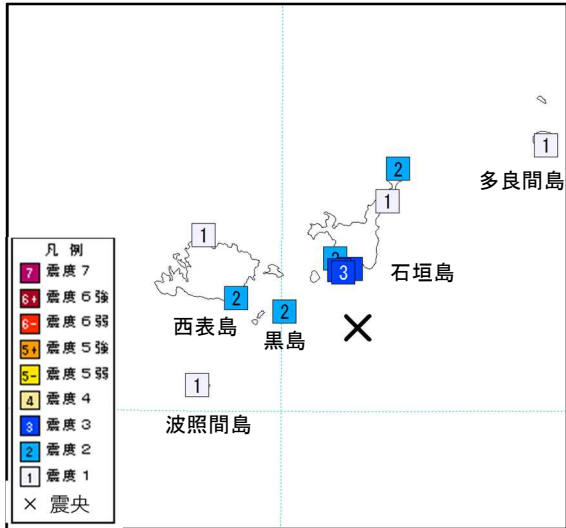 1
2
多良間島
1
1
2
3
石垣島
2
西表島
2
黒島
1
波照間島
凡例
7 震度７
6+ 震度６強
6- 震度６弱
5+ 震度５強
5- 震度５弱
4 震度４
3 震度３
2 震度２
1 震度１
× 震央